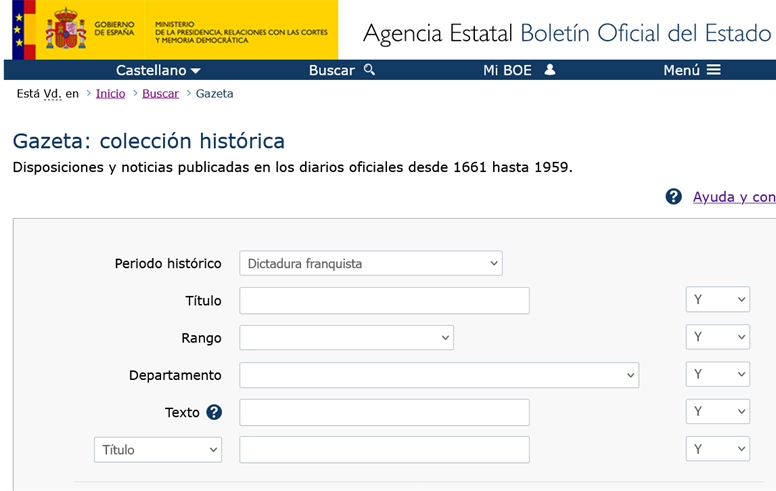 GOBIERNO
DE ESPAÑA
MINISTERIO
DE LA PRESIDENCIA, RELACIONES CON LAS CORTES
Y MEMORIA DEMOCRÁTICA
Agencia Estatal Boletín Oficial del Estado
Castellano Buscar Mi BOE Menú
Está Vd. en > Inicio > Buscar > Gazeta
Gazeta: colección histórica
Disposiciones y noticias publicadas en los diarios oficiales desde 1661 hasta 1959.
? Ayuda y con
Periodo histórico Dictadura franquista
Título Y
Rango Y
Departamento Y
Texto ? Y
Título Y